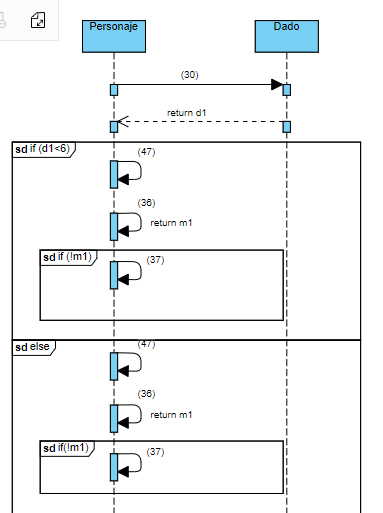 Personaje
Dado
(30)
return d1
sd if (d1<6)
(47)
(36)
return m1
sd if (!m1)
(37)
sd else
(47)
(36)
return m1
sd if(!m1)
(37)